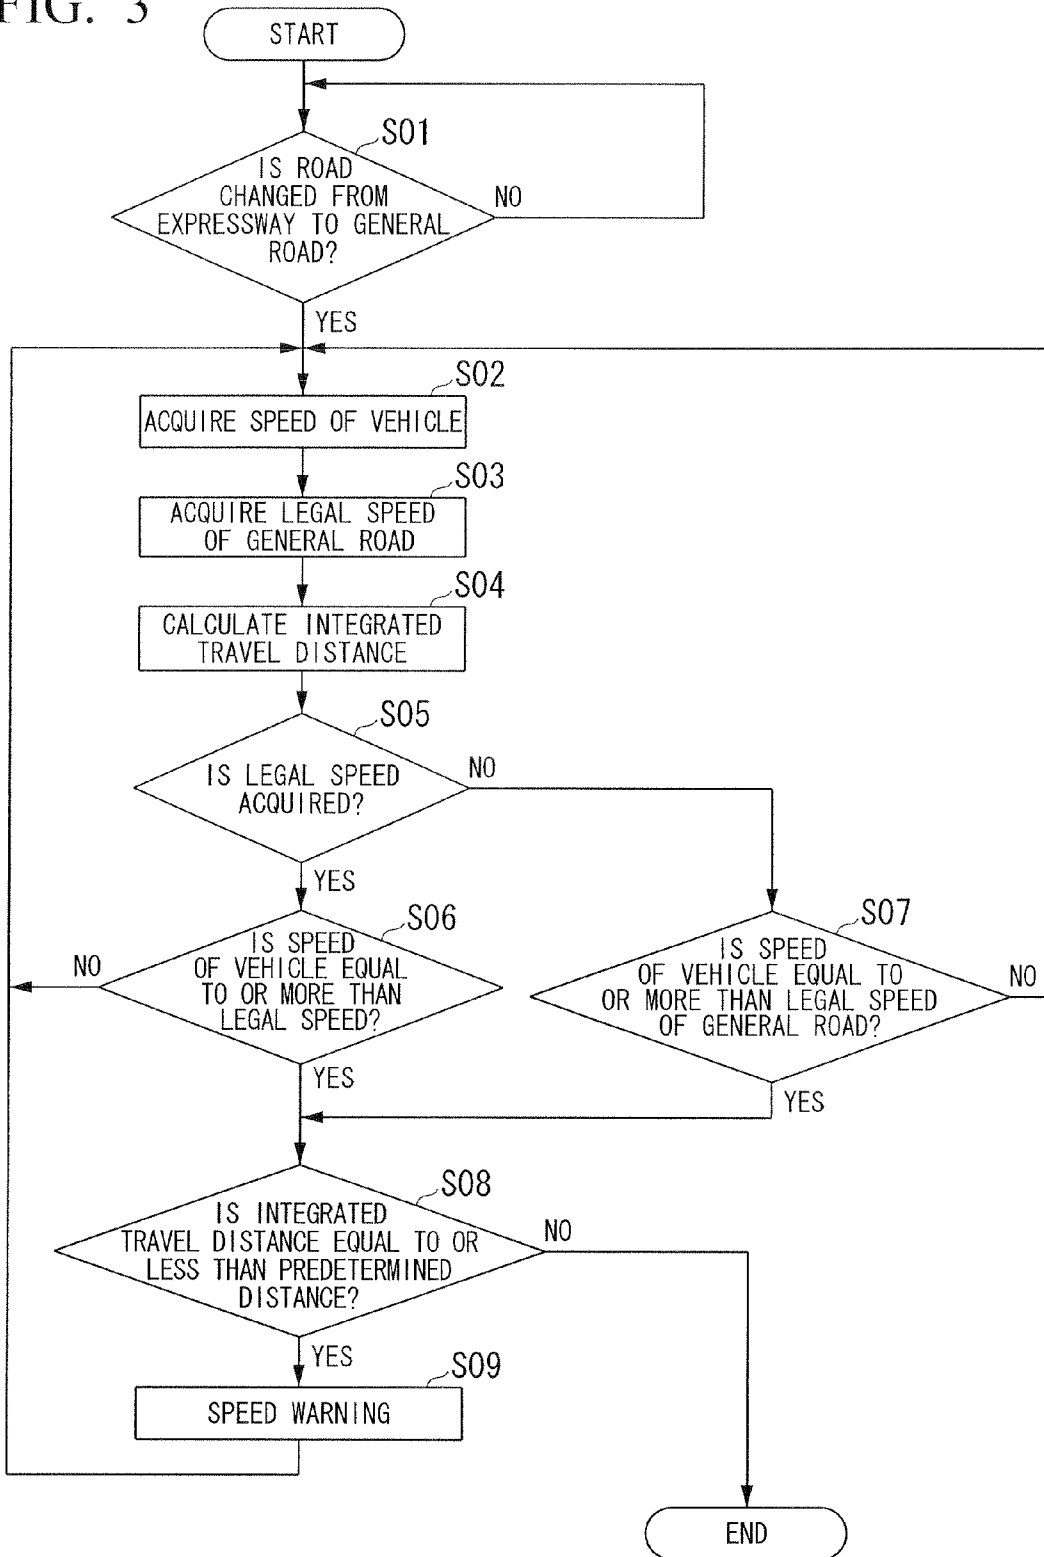 FIG. 3
START
S01
IS ROAD
CHANGED FROM
EXPRESSWAY TO GENERAL
ROAD?
NO
YES
S02
ACQUIRE SPEED OF VEHICLE
S03
ACQUIRE LEGAL SPEED
OF GENERAL ROAD
S04
CALCULATE INTEGRATED
TRAVEL DISTANCE
S05
IS LEGAL SPEED
ACQUIRED?
NO
YES
S06
IS SPEED
OF VEHICLE EQUAL
TO OR MORE THAN
LEGAL SPEED?
NO
YES
S07
IS SPEED
OF VEHICLE EQUAL TO
OR MORE THAN LEGAL SPEED
OF GENERAL ROAD?
NO
YES
S08
IS INTEGRATED
TRAVEL DISTANCE EQUAL TO OR
LESS THAN PREDETERMINED
DISTANCE?
NO
YES
S09
SPEED WARNING
END